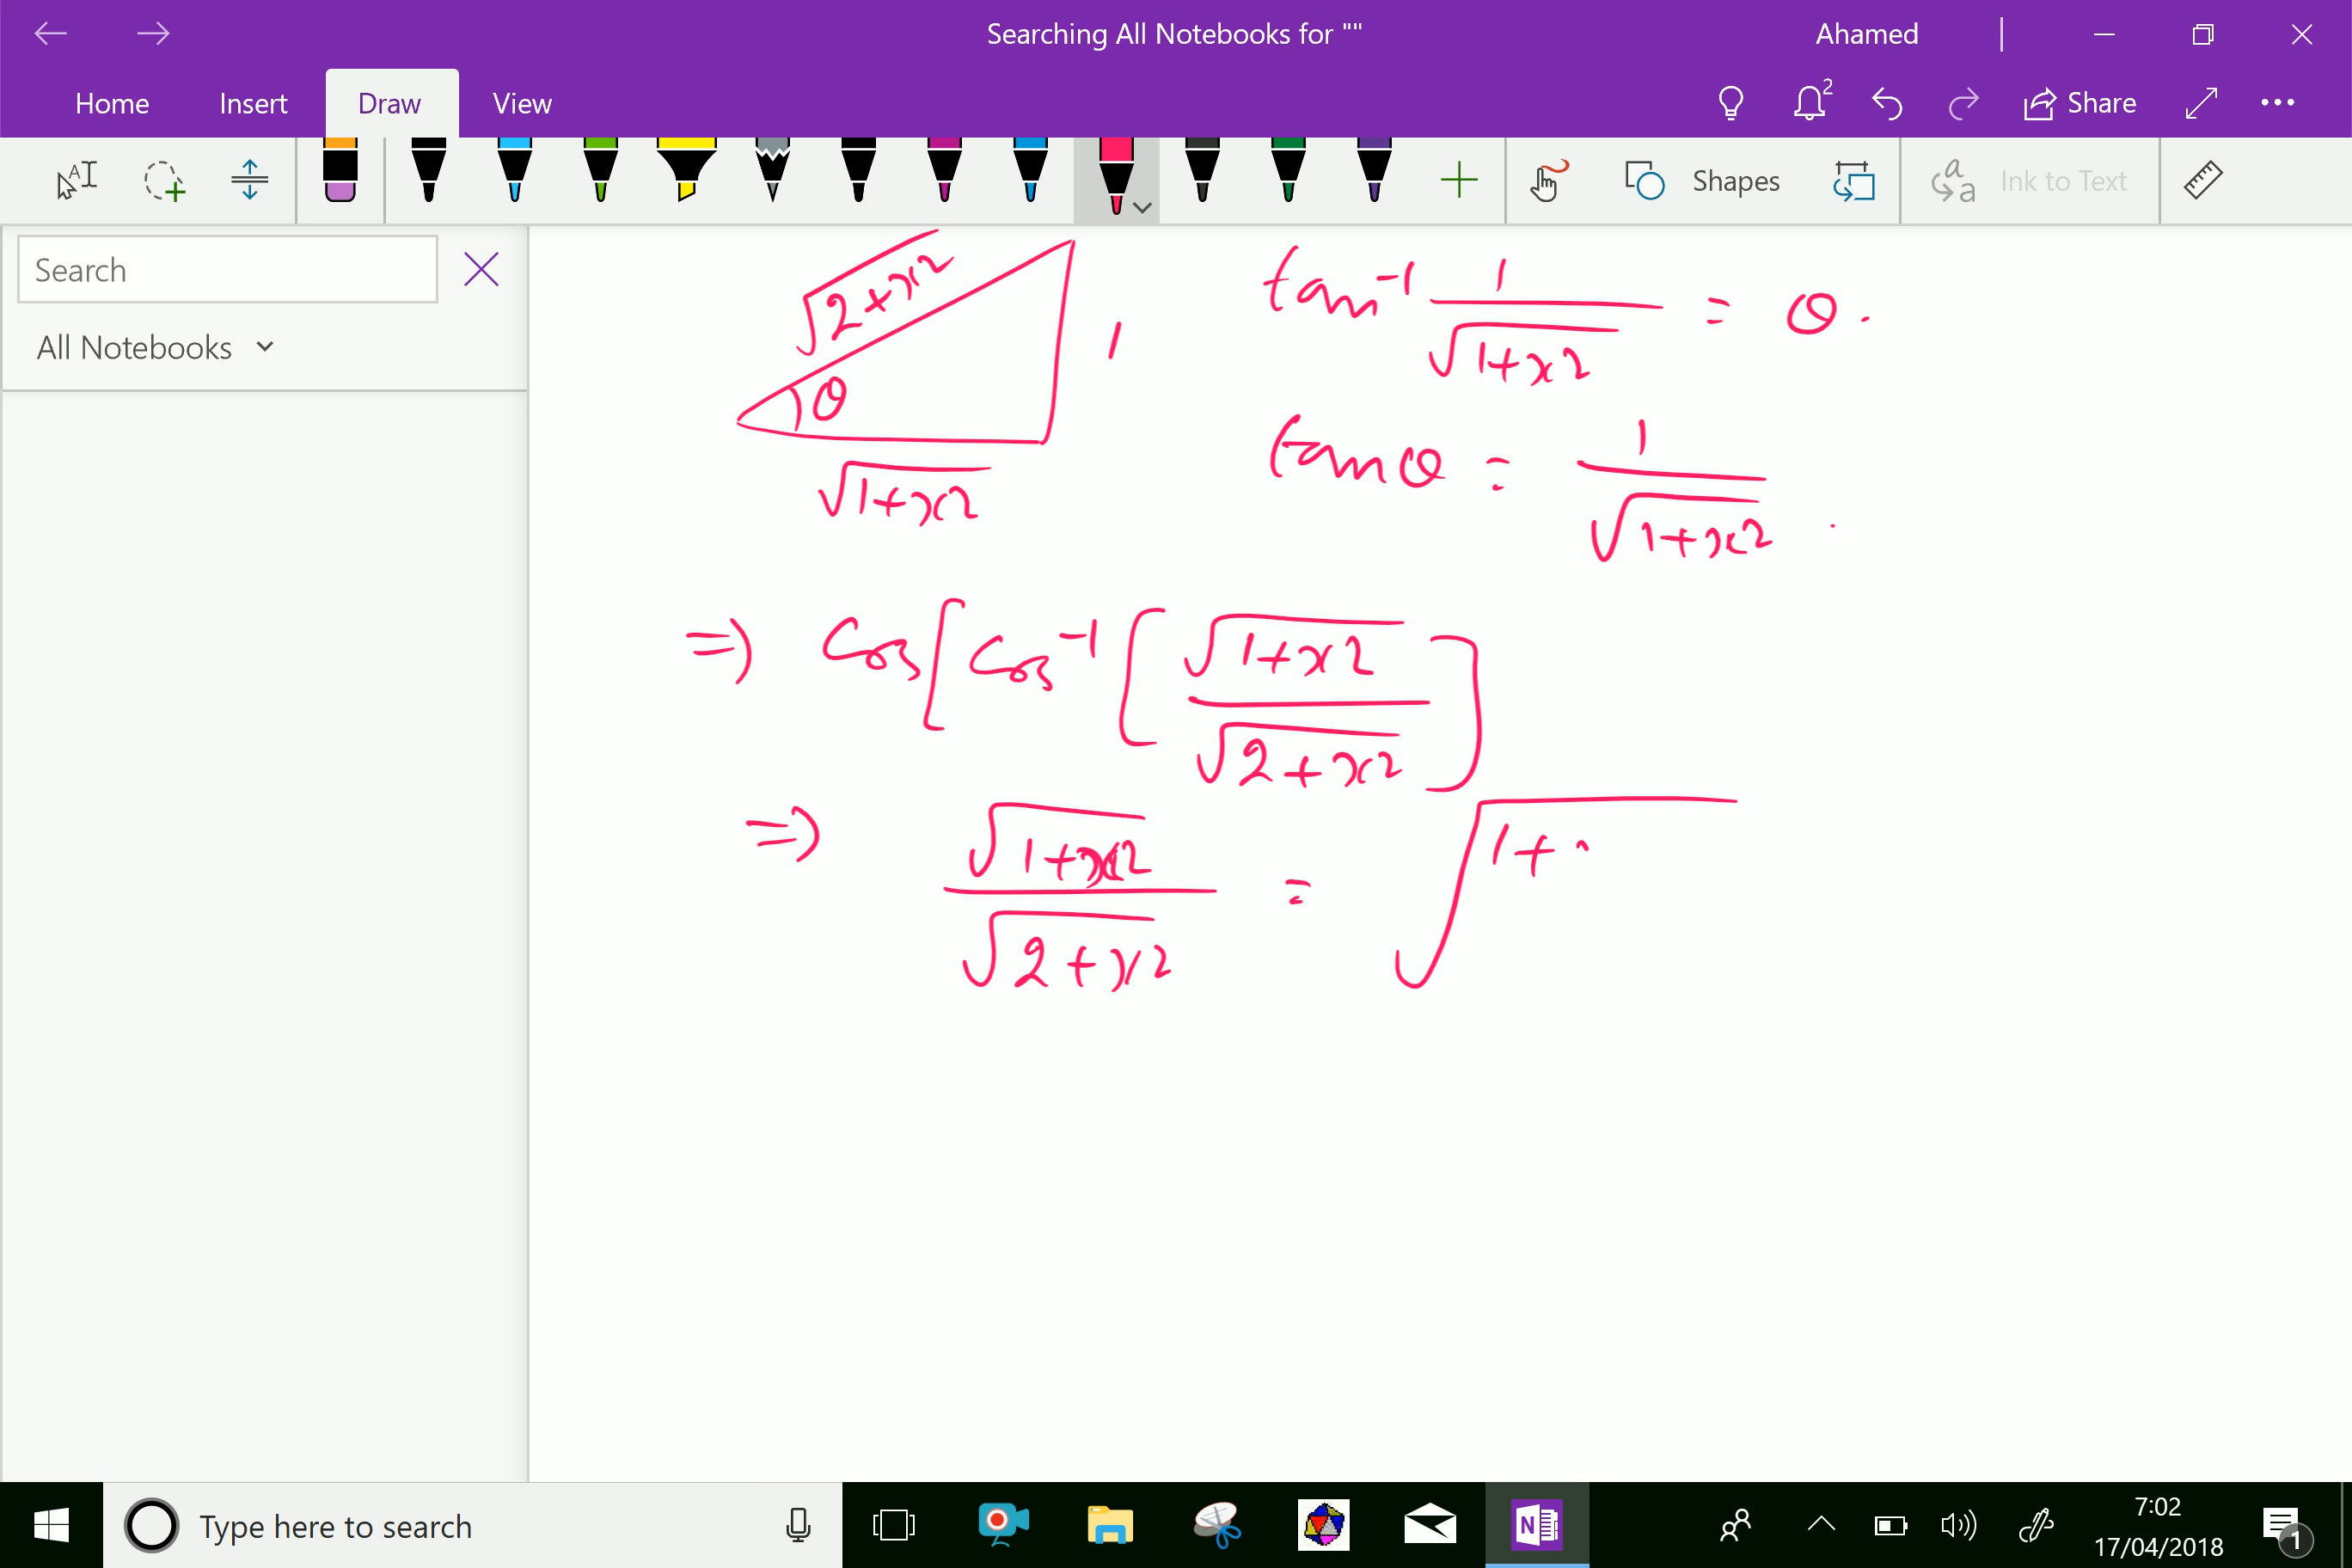 Searching All Notebooks for ""
Ahamed
Home Insert Draw View
2
Share
Shapes
Ink to Text
Search
All Notebooks
√2+x2
θ
1
√1+x2
tan-1 1/√1+x2 = θ.
tanθ = 1/√1+x2 .
=> Cos[Cos-1[√1+x2/√2+x2]
=> √1+x2/√2+x2 = √1+
Type here to search
N
7:02
17/04/2018
1